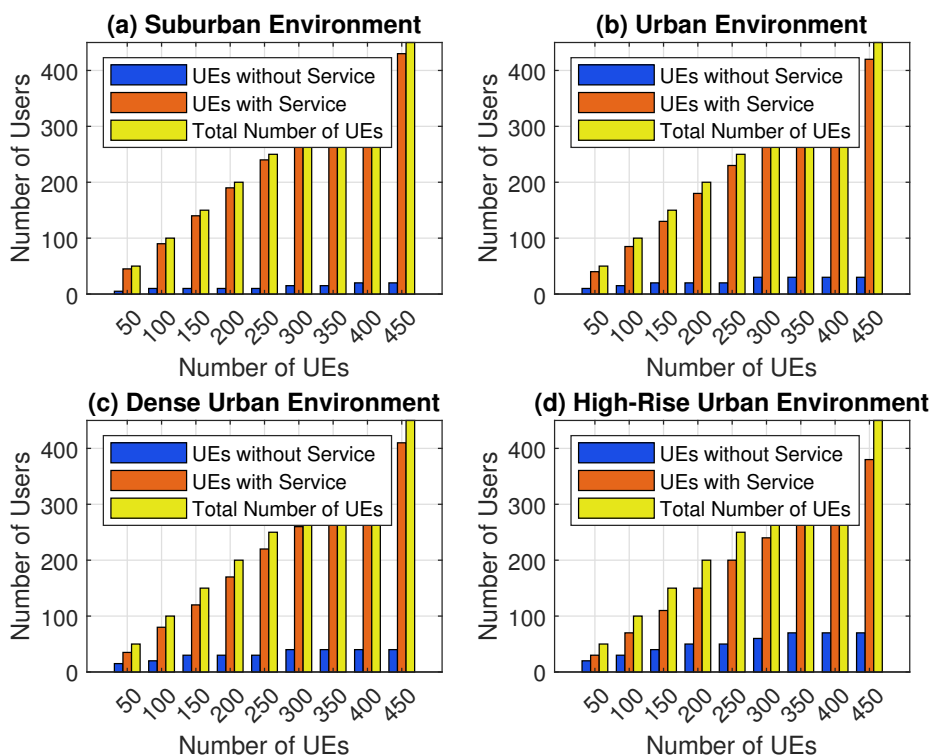 (a) Suburban Environment
Number of Users
400
300
200
100
0
UEs without Service
UEs with Service
Total Number of UEs
50 100 150 200 250 300 350 400 450
Number of UEs
(b) Urban Environment
Number of Users
400
300
200
100
0
UEs without Service
UEs with Service
Total Number of UEs
50 100 150 200 250 300 350 400 450
Number of UEs
(c) Dense Urban Environment
Number of Users
400
300
200
100
0
UEs without Service
UEs with Service
Total Number of UEs
50 100 150 200 250 300 350 400 450
Number of UEs
(d) High-Rise Urban Environment
Number of Users
400
300
200
100
0
UEs without Service
UEs with Service
Total Number of UEs
50 100 150 200 250 300 350 400 450
Number of UEs